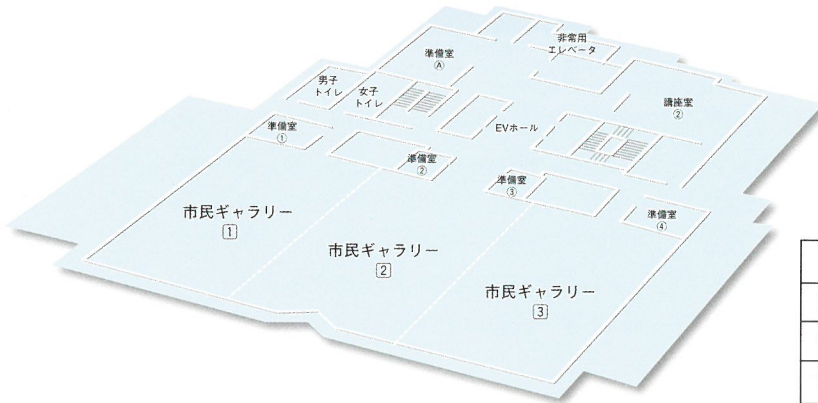 非常用
エレベータ
準備室
Ⓐ
男子
トイレ
女子
トイレ
講座室
②
EVホール
準備室
①
準備室
②
準備室
③
準備室
④
市民ギャラリー
1
市民ギャラリー
2
市民ギャラリー
3